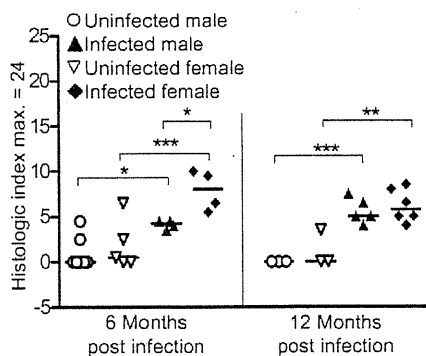 Uninfected male
Infected male
Uninfected female
Infected female
Histologic index max. = 24
25
20
15
10
5
0
-5
*
***
*
***
**
6 Months
post infection
12 Months
post infection